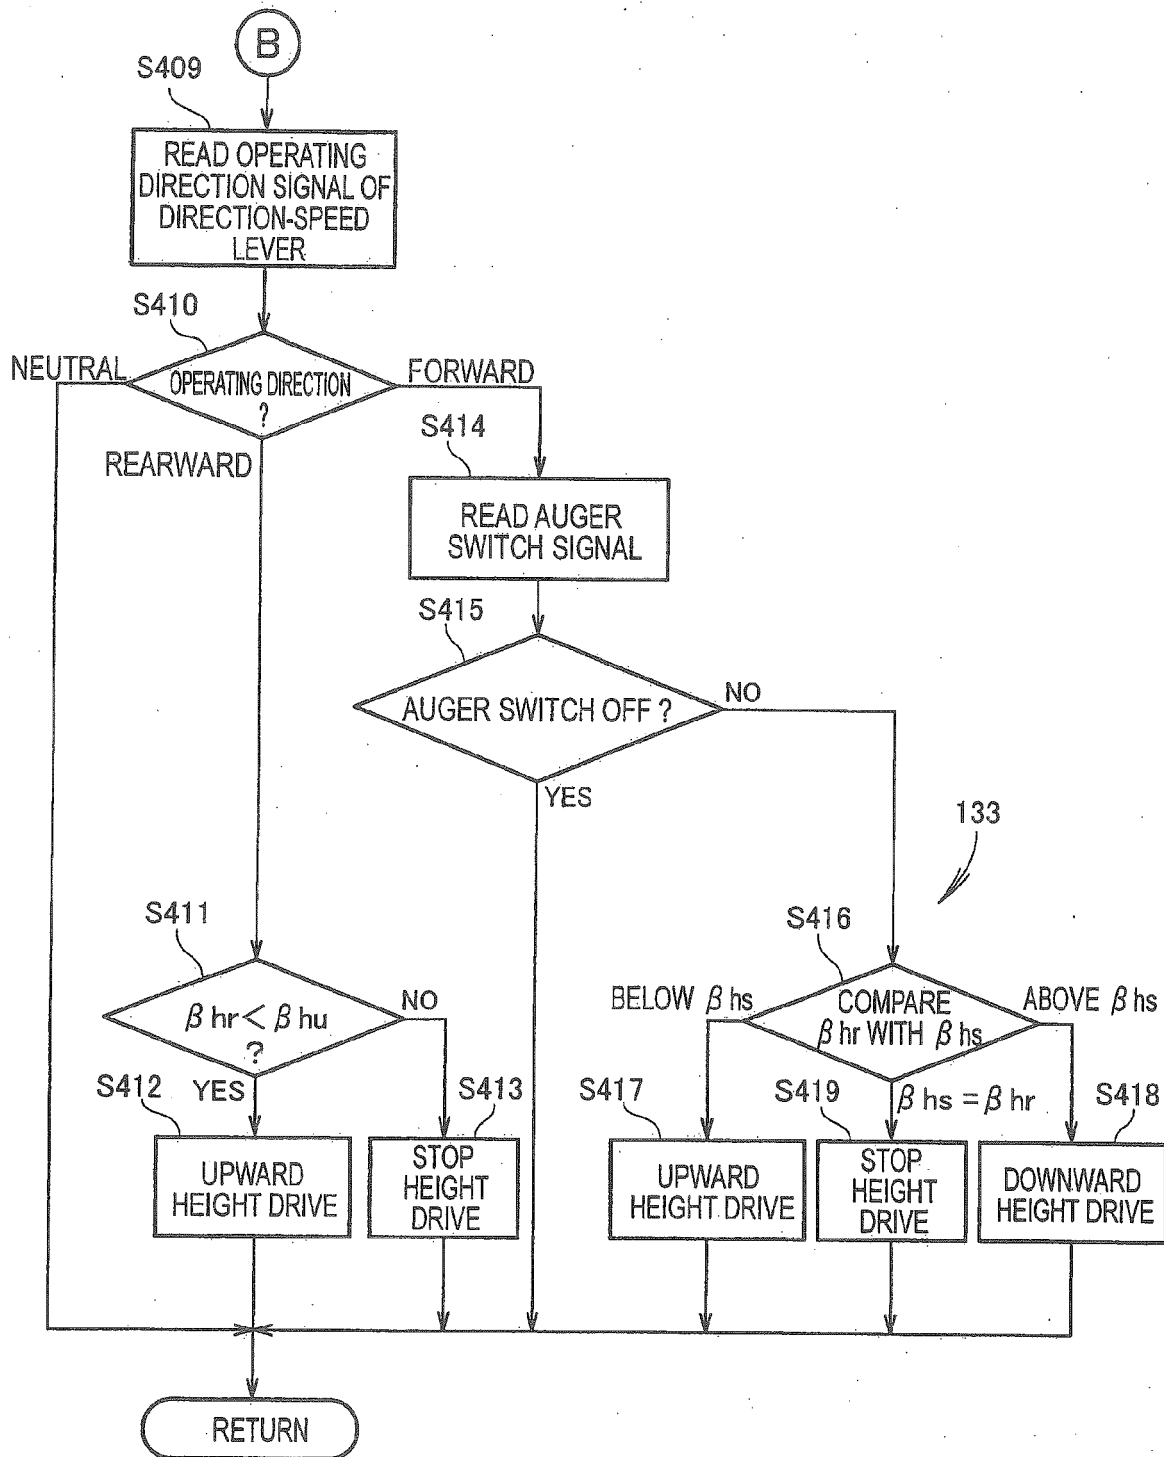 B
S409
READ OPERATING
DIRECTION SIGNAL OF
DIRECTION-SPEED
LEVER
S410
NEUTRAL
OPERATING DIRECTION
?
FORWARD
REARWARD
S414
READ AUGER
SWITCH SIGNAL
S415
AUGER SWITCH OFF ?
NO
YES
133
S411
βhr < βhu
?
NO
YES
S416
BELOW βhs
COMPARE
βhr WITH βhs
ABOVE βhs
βhs = βhr
S412
UPWARD
HEIGHT DRIVE
S413
STOP
HEIGHT
DRIVE
S417
UPWARD
HEIGHT DRIVE
S419
STOP
HEIGHT
DRIVE
S418
DOWNWARD
HEIGHT DRIVE
RETURN